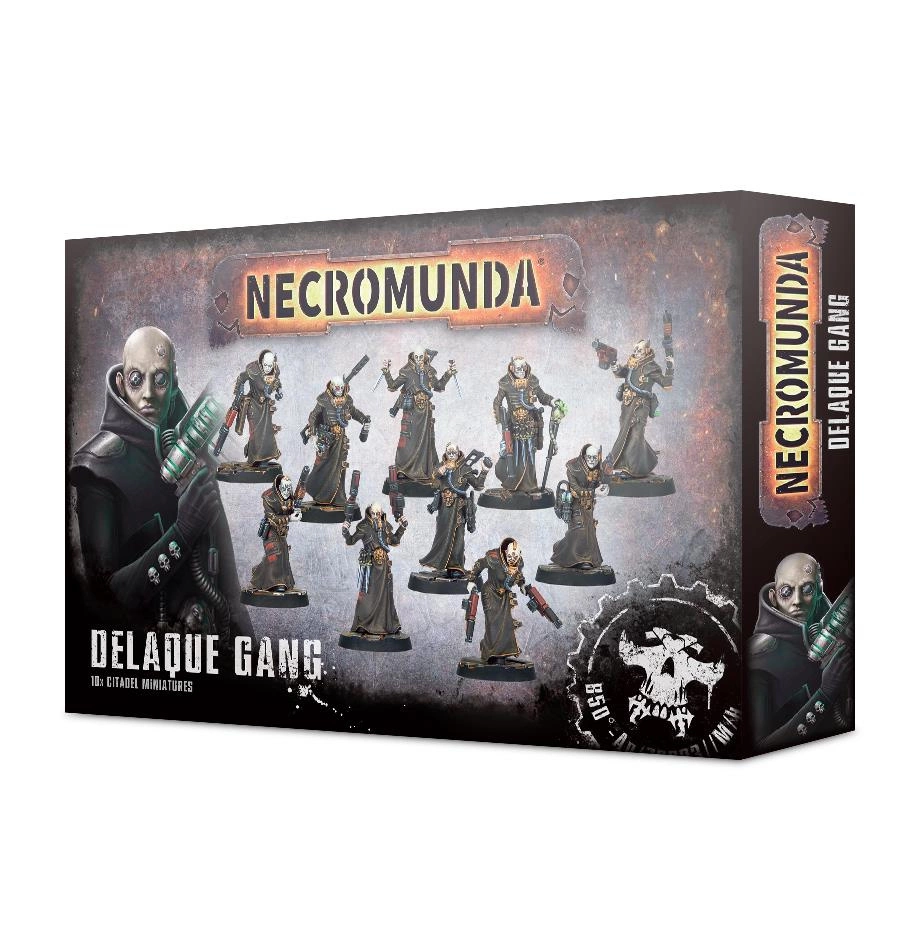 NECROMUNDA®
DELAQUE GANG
10x CITADEL MINIATURES
NECROMUNDA
DELAQUE GANG